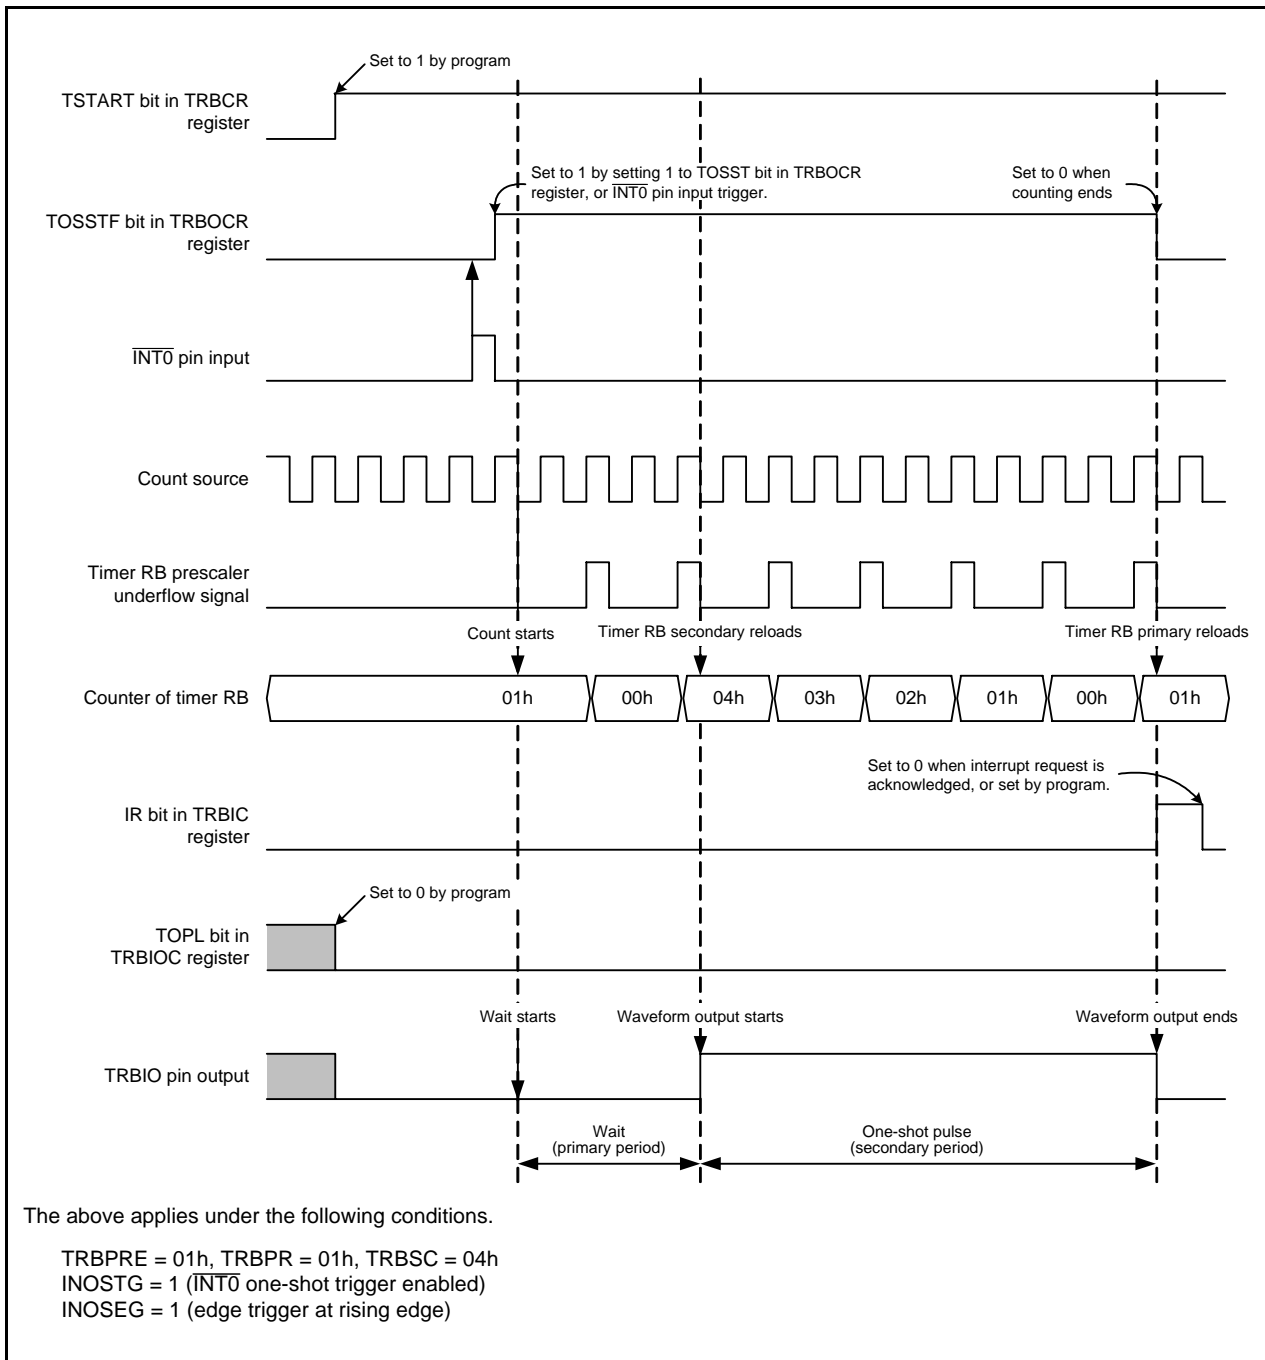 Set to 1 by program
TSTART bit in TRBCR
register
Set to 1 by setting 1 to TOSST bit in TRBOCR
register, or INT0 pin input trigger.
Set to 0 when
counting ends
TOSSTF bit in TRBOCR
register
INT0 pin input
Count source
Timer RB prescaler
underflow signal
Count starts
Timer RB secondary reloads
Timer RB primary reloads
Counter of timer RB
01h
00h
04h
03h
02h
01h
00h
01h
Set to 0 when interrupt request is
acknowledged, or set by program.
IR bit in TRBIC
register
Set to 0 by program
TOPL bit in
TRBIOC register
Wait starts
Waveform output starts
Waveform output ends
TRBIO pin output
Wait
(primary period)
One-shot pulse
(secondary period)
The above applies under the following conditions.
TRBPRE = 01h, TRBPR = 01h, TRBSC = 04h
INOSTG = 1 (INT0 one-shot trigger enabled)
INOSEG = 1 (edge trigger at rising edge)